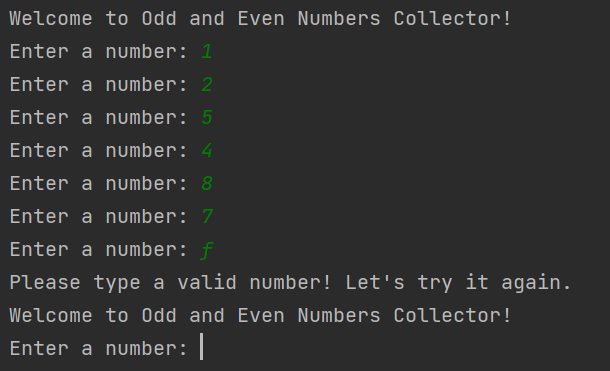 Welcome to Odd and Even Numbers Collector!
Enter a number: 1
Enter a number: 2
Enter a number: 5
Enter a number: 4
Enter a number: 8
Enter a number: 7
Enter a number: f
Please type a valid number! Let's try it again.
Welcome to Odd and Even Numbers Collector!
Enter a number: